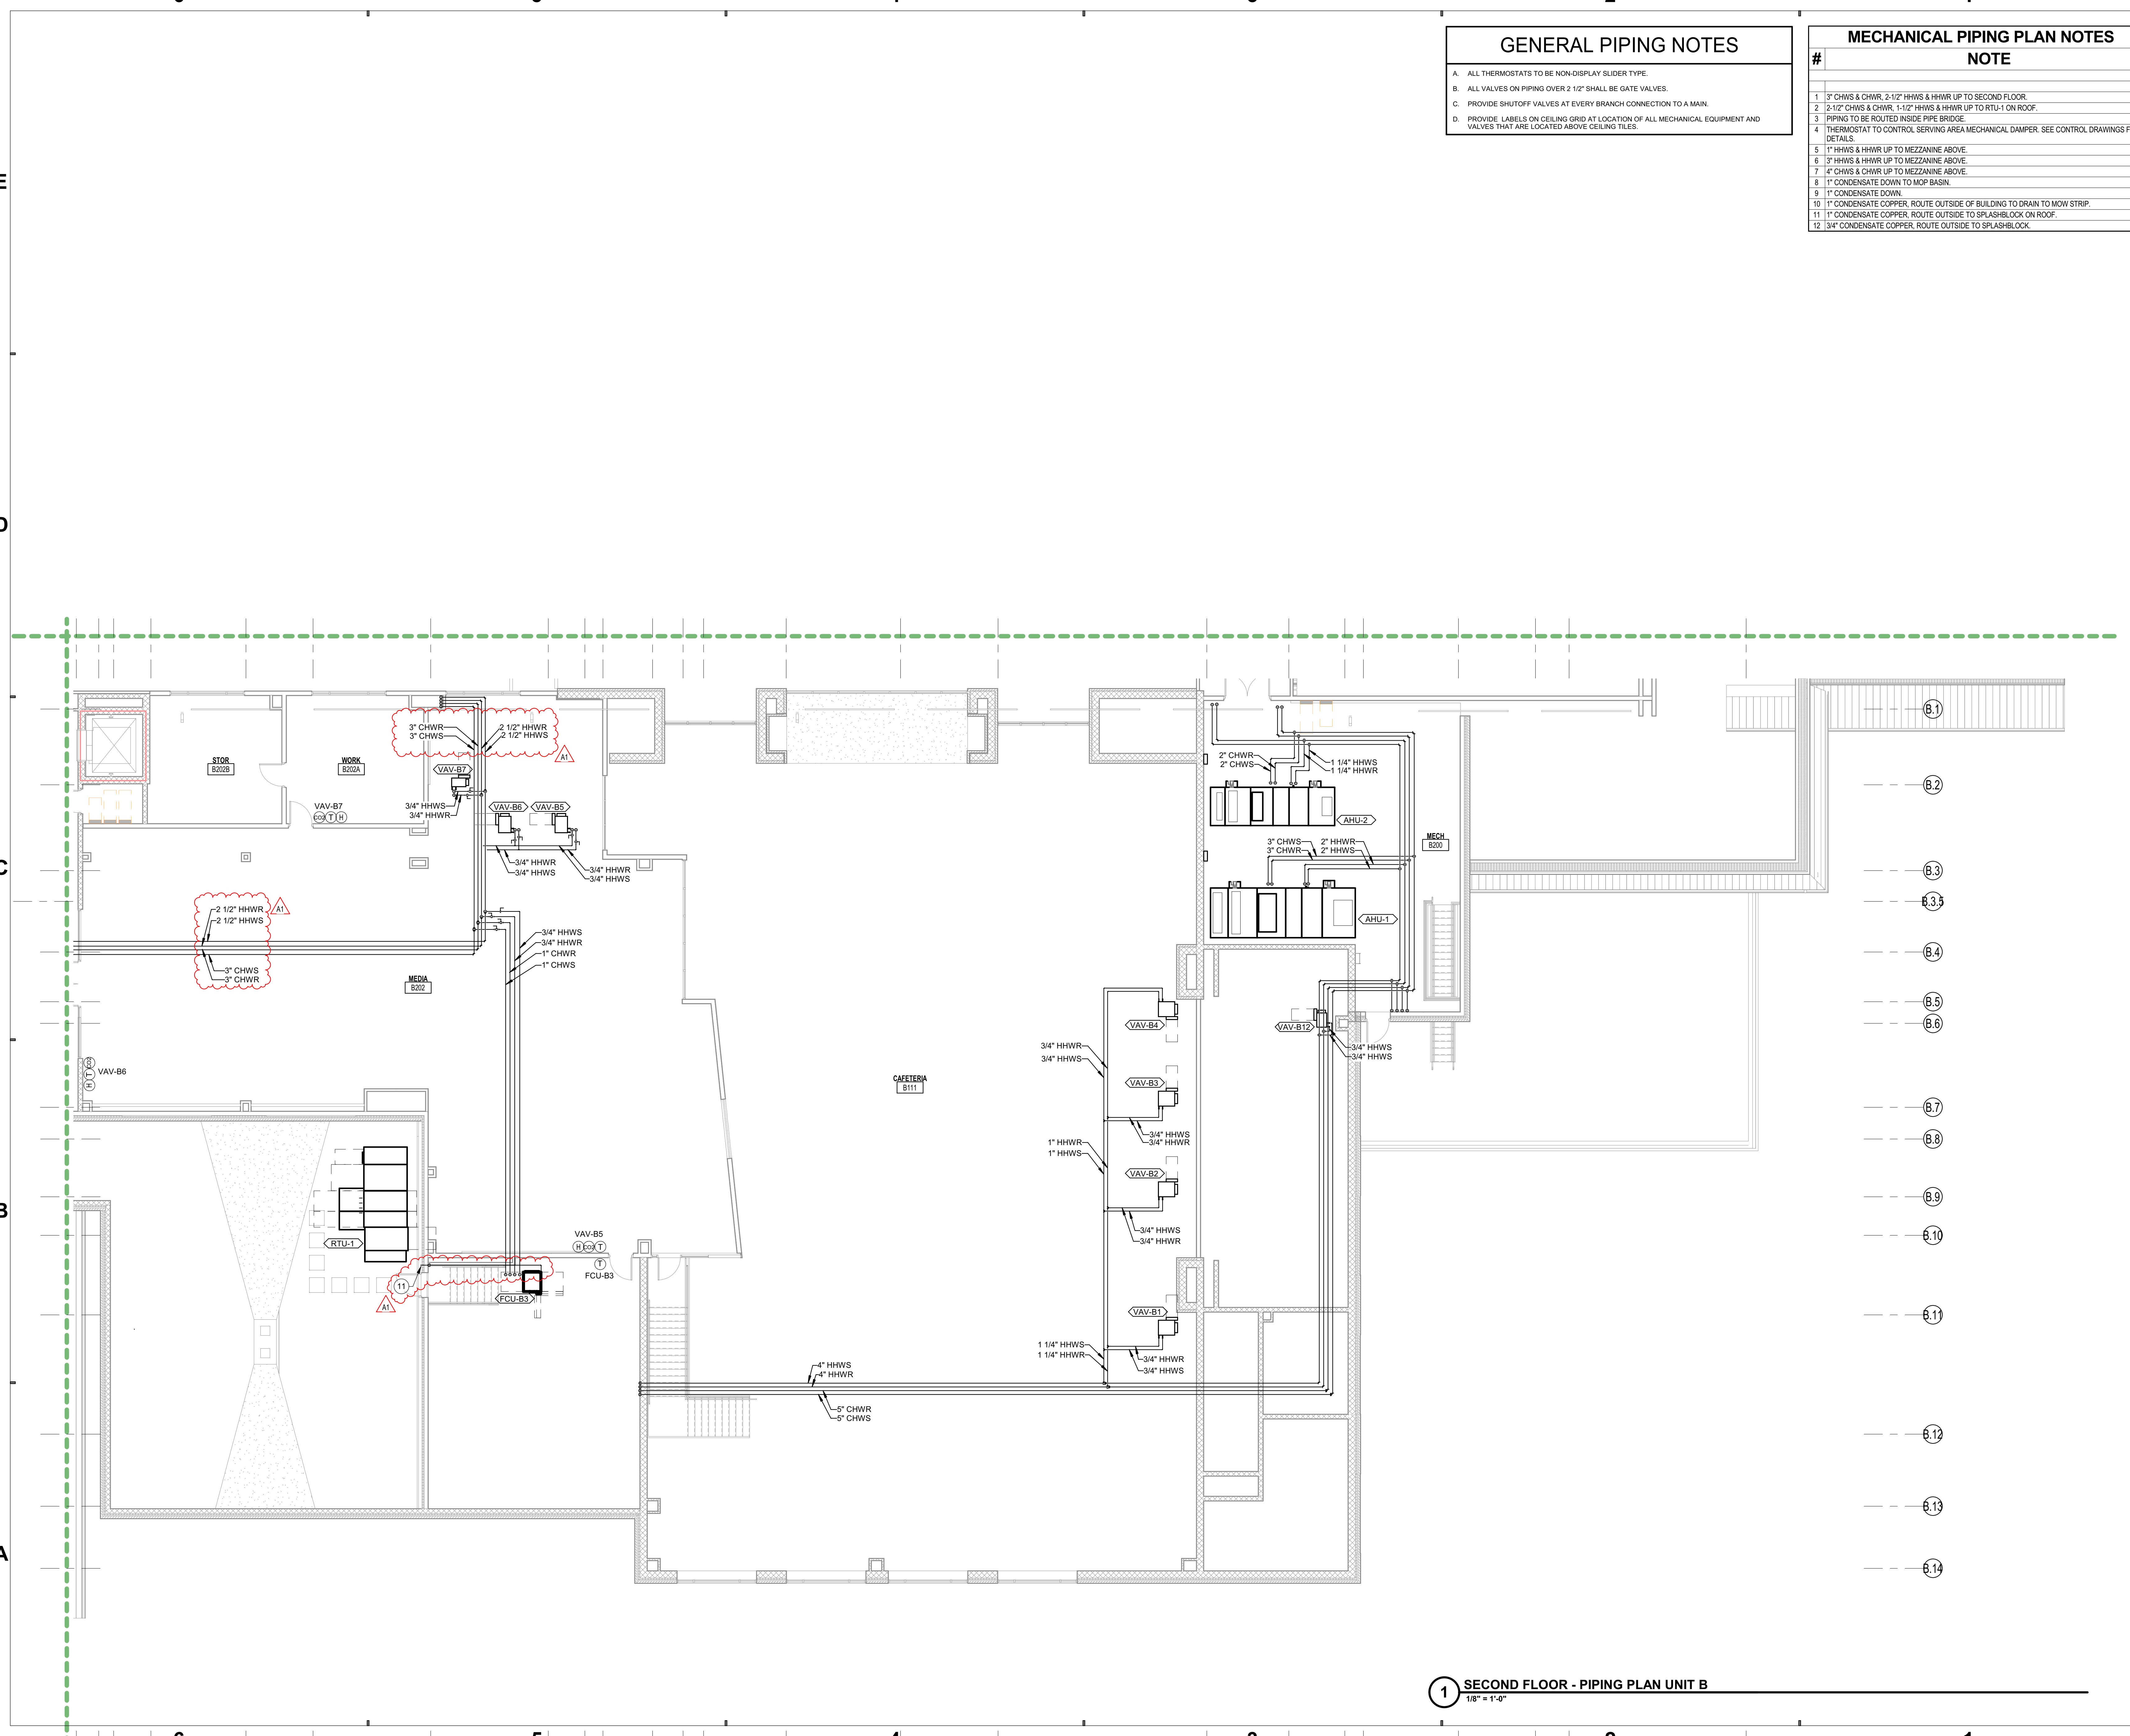 GENERAL PIPING NOTES
A. ALL THERMOSTATS TO BE NON-DISPLAY SLIDER TYPE.
B. ALL VALVES ON PIPING OVER 2 1/2" SHALL BE GATE VALVES.
C. PROVIDE SHUTOFF VALVES AT EVERY BRANCH CONNECTION TO A MAIN.
D. PROVIDE LABELS ON CEILING GRID AT LOCATION OF ALL MECHANICAL EQUIPMENT AND
VALVES THAT ARE LOCATED ABOVE CEILING TILES.
MECHANICAL PIPING PLAN NOTES
# NOTE
1 3" CHWS & CHWR, 2-1/2" HHWS & HHWR UP TO SECOND FLOOR.
2 2-1/2" CHWS & CHWR, 1-1/2" HHWS & HHWR UP TO RTU-1 ON ROOF.
3 PIPING TO BE ROUTED INSIDE PIPE BRIDGE.
4 THERMOSTAT TO CONTROL SERVING AREA MECHANICAL DAMPER. SEE CONTROL DRAWINGS F
DETAILS.
5 1" HHWS & HHWR UP TO MEZZANINE ABOVE.
6 3" HHWS & HHWR UP TO MEZZANINE ABOVE.
7 4" CHWS & CHWR UP TO MEZZANINE ABOVE.
8 1" CONDENSATE DOWN TO MOP BASIN.
9 1" CONDENSATE DOWN.
10 1" CONDENSATE COPPER, ROUTE OUTSIDE OF BUILDING TO DRAIN TO MOW STRIP.
11 1" CONDENSATE COPPER, ROUTE OUTSIDE TO SPLASHBLOCK ON ROOF.
12 3/4" CONDENSATE COPPER, ROUTE OUTSIDE TO SPLASHBLOCK.
E
D
C
B
A
3" CHWR
3" CHWS
2 1/2" HHWR
2 1/2" HHWS
A1
STOR
B202B
WORK
B202A
VAV-B7
VAV-B7
CO2 T H
3/4" HHWS
3/4" HHWR
VAV-B6
VAV-B5
3/4" HHWR
3/4" HHWS
3/4" HHWR
3/4" HHWS
2 1/2" HHWR
2 1/2" HHWS
A1
3" CHWS
3" CHWR
MEDIA
B202
3/4" HHWS
3/4" HHWR
1" CHWR
1" CHWS
CO2
T
H
VAV-B6
RTU-1
VAV-B5
H CO2 T
T
FCU-B3
11
A1
FCU-B3
CAFETERIA
B111
4" HHWS
4" HHWR
5" CHWR
5" CHWS
2" CHWR
2" CHWS
1 1/4" HHWS
1 1/4" HHWR
AHU-2
MECH
B200
3" CHWS
3" CHWR
2" HHWR
2" HHWS
AHU-1
VAV-B4
VAV-B12
3/4" HHWS
3/4" HHWS
3/4" HHWR
3/4" HHWS
VAV-B3
3/4" HHWS
3/4" HHWR
1" HHWR
1" HHWS
VAV-B2
3/4" HHWS
3/4" HHWR
VAV-B1
1 1/4" HHWS
1 1/4" HHWR
3/4" HHWR
3/4" HHWS
B.1
B.2
B.3
B.3.5
B.4
B.5
B.6
B.7
B.8
B.9
B.10
B.11
B.12
B.13
B.14
1 SECOND FLOOR - PIPING PLAN UNIT B
1/8" = 1'-0"